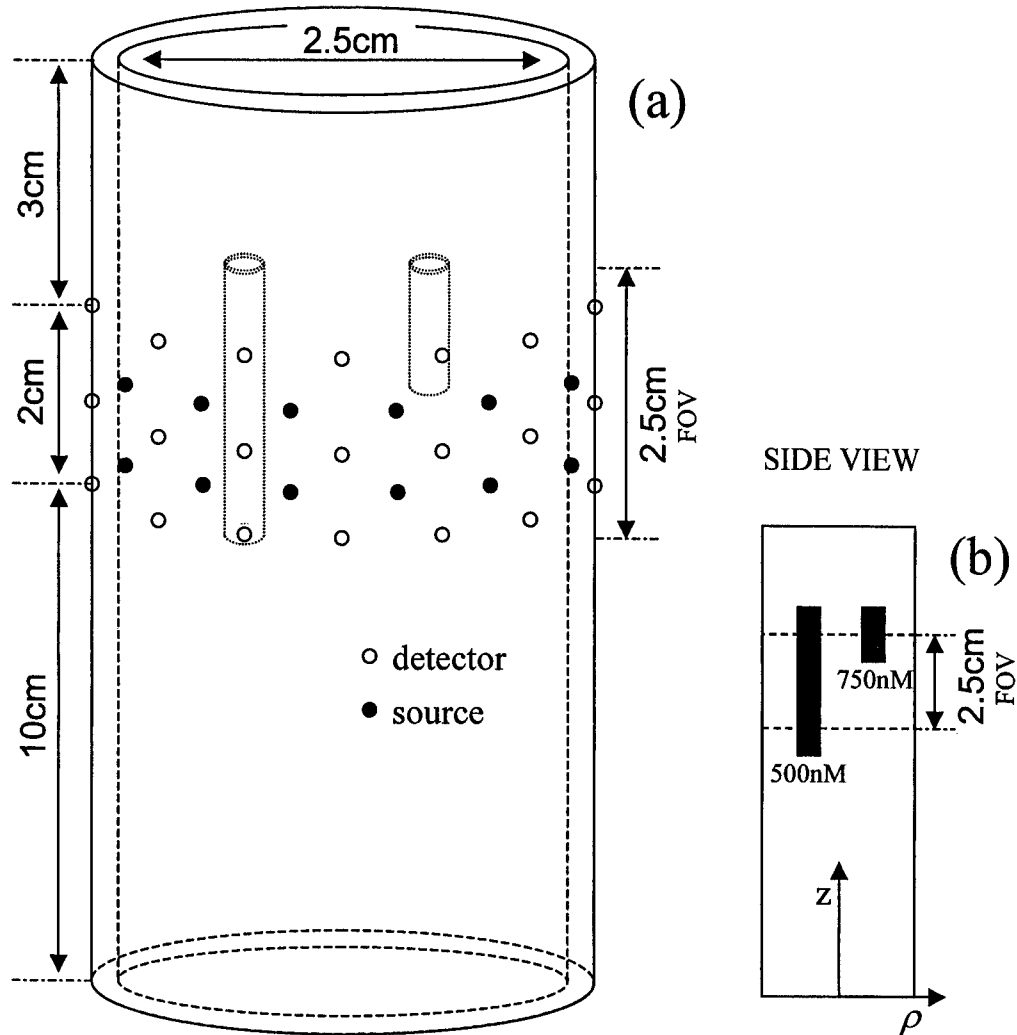 2.5cm
(a)
3cm
2cm
10cm
2.5cm
FOV
detector
source
SIDE VIEW
(b)
750nM
500nM
2.5cm
FOV
z
ρ